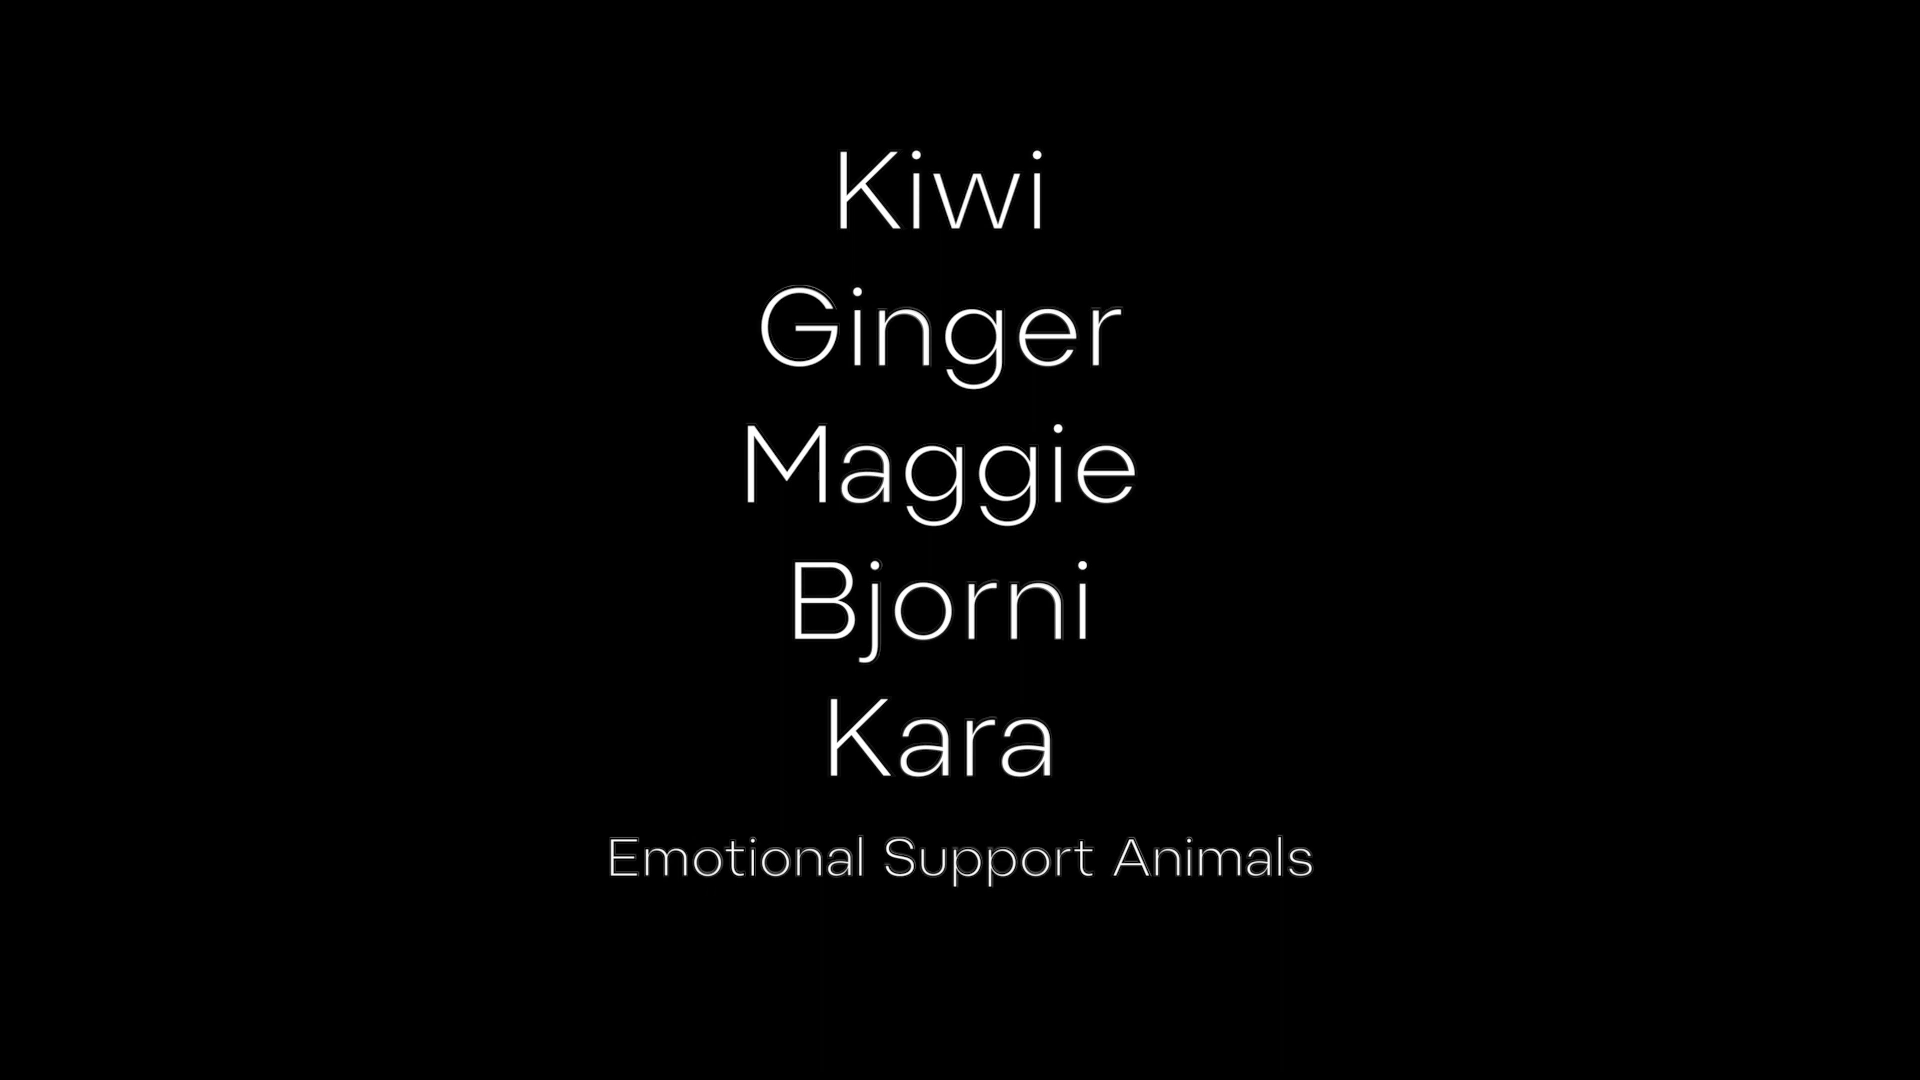 Kiwi
Ginger
Maggie
Bjorni
Kara
Emotional Support Animals